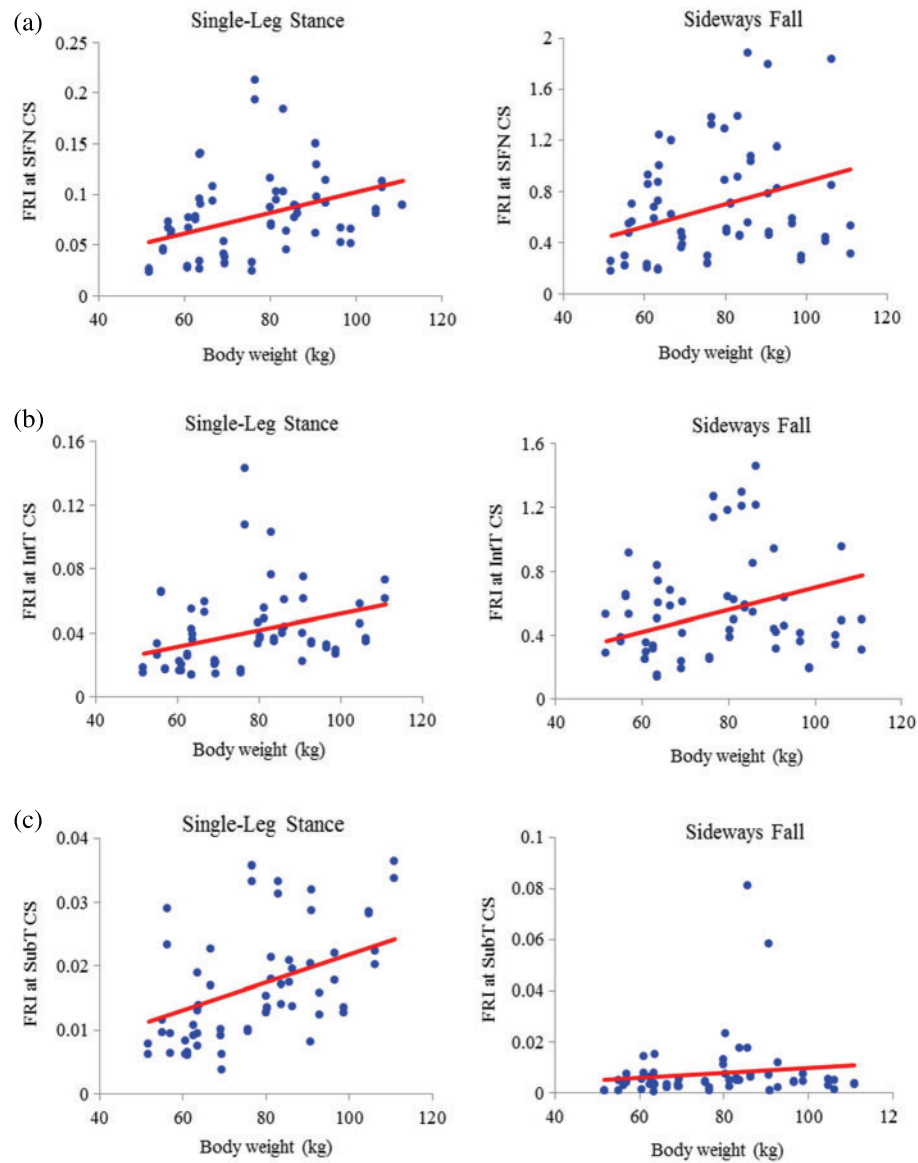 (a)
Single-Leg Stance
0.25
0.2
0.15
0.1
0.05
0
40 60 80 100 120
FRI at SFN CS
Body weight (kg)
Sideways Fall
2
1.6
1.2
0.8
0.4
0
40 60 80 100 120
FRI at SFN CS
Body weight (kg)
(b)
Single-Leg Stance
0.16
0.12
0.08
0.04
0
40 60 80 100 120
FRI at IntT CS
Body weight (kg)
Sideways Fall
1.6
1.2
0.8
0.4
0
40 60 80 100 120
FRI at IntT CS
Body weight (kg)
(c)
Single-Leg Stance
0.04
0.03
0.02
0.01
0
40 60 80 100 120
FRI at SubT CS
Body weight (kg)
Sideways Fall
0.1
0.08
0.06
0.04
0.02
0
40 60 80 100 12
FRI at SubT CS
Body weight (kg)